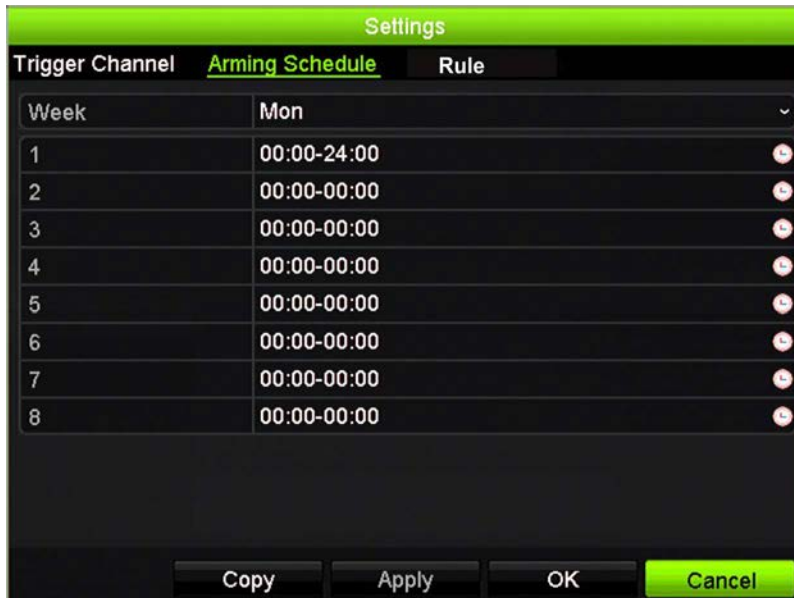 Settings
Trigger Channel Arming Schedule Rule
Week Mon
1 00:00-24:00
2 00:00-00:00
3 00:00-00:00
4 00:00-00:00
5 00:00-00:00
6 00:00-00:00
7 00:00-00:00
8 00:00-00:00
Copy Apply OK Cancel